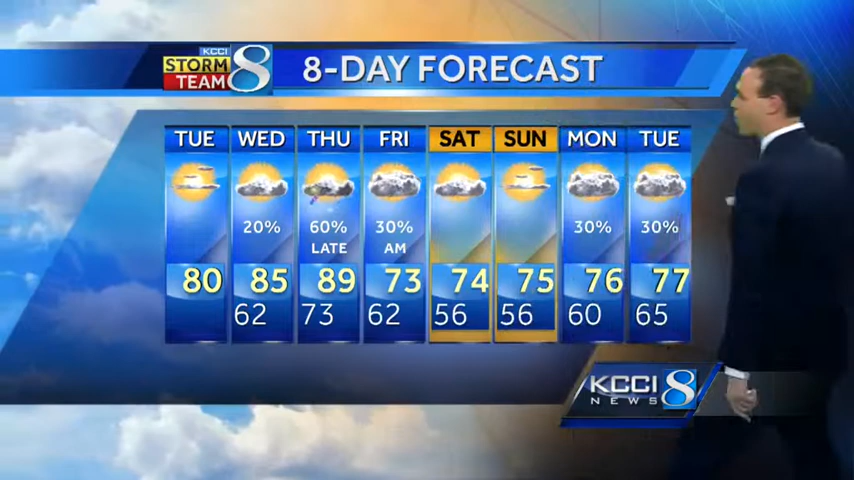 KCCI
STORM
TEAM 8
8-DAY FORECAST
TUE WED THU FRI SAT SUN MON TUE
20% 60% 30% 30% 30%
LATE AM
80 85 89 73 74 75 76 77
62 73 62 56 56 60 65
KCCI 8
NEWS